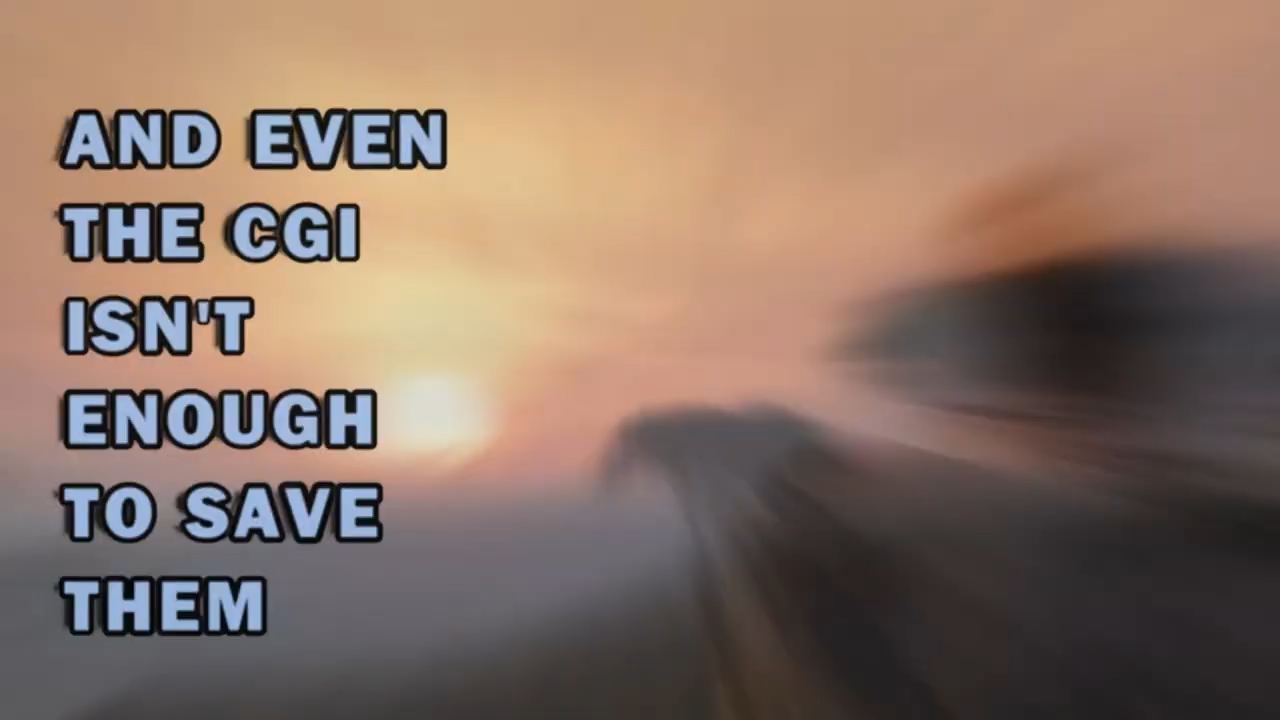 AND EVEN
THE CGI
ISN'T
ENOUGH
TO SAVE
THEM